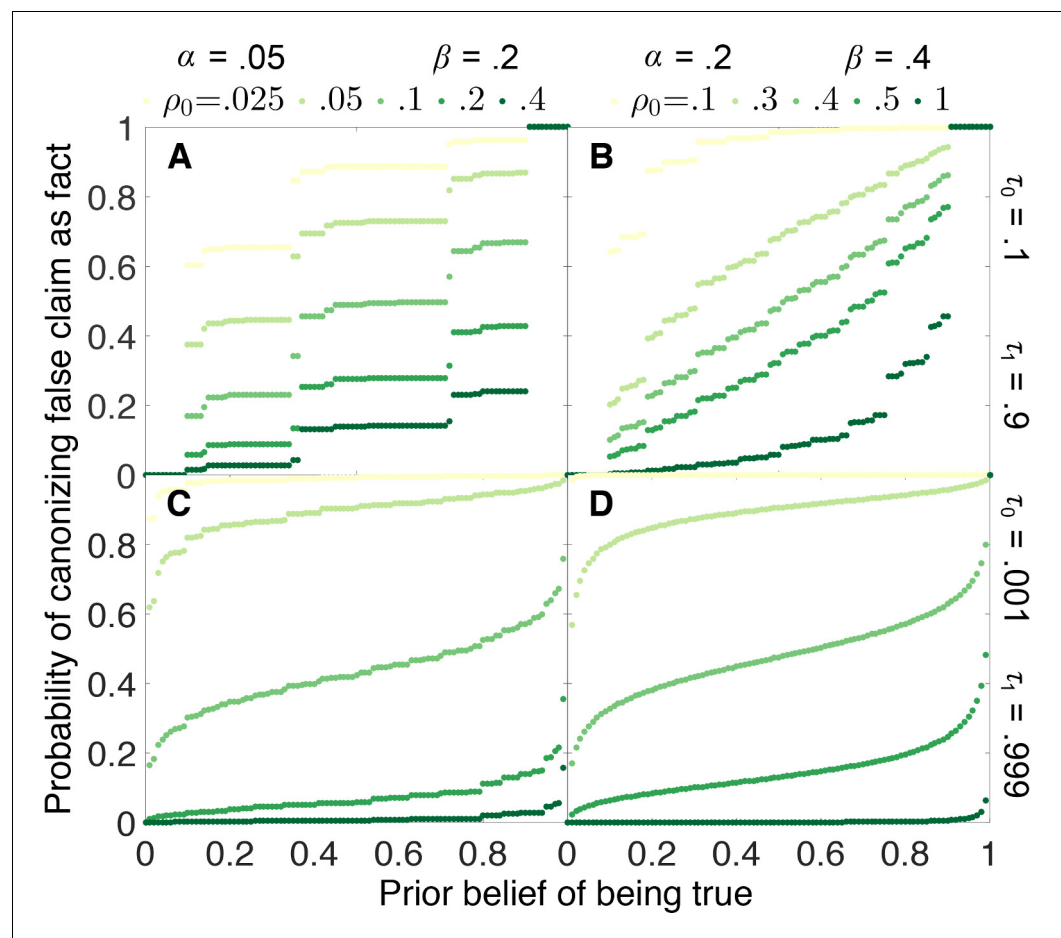 α = .05 β = .2 α = .2 β = .4
ρ₀=.025 .05 .1 .2 .4 ρ₀=.1 .3 .4 .5 1
Probability of canonizing false claim as fact
1
0.8
0.6
0.4
0.2
0
A
B
τ₀ = .1 τ₁ = .9
0.8
0.6
0.4
0.2
0
C
D
τ₀ = .001 τ₁ = .999
0 0.2 0.4 0.6 0.8 0 0.2 0.4 0.6 0.8 1
Prior belief of being true